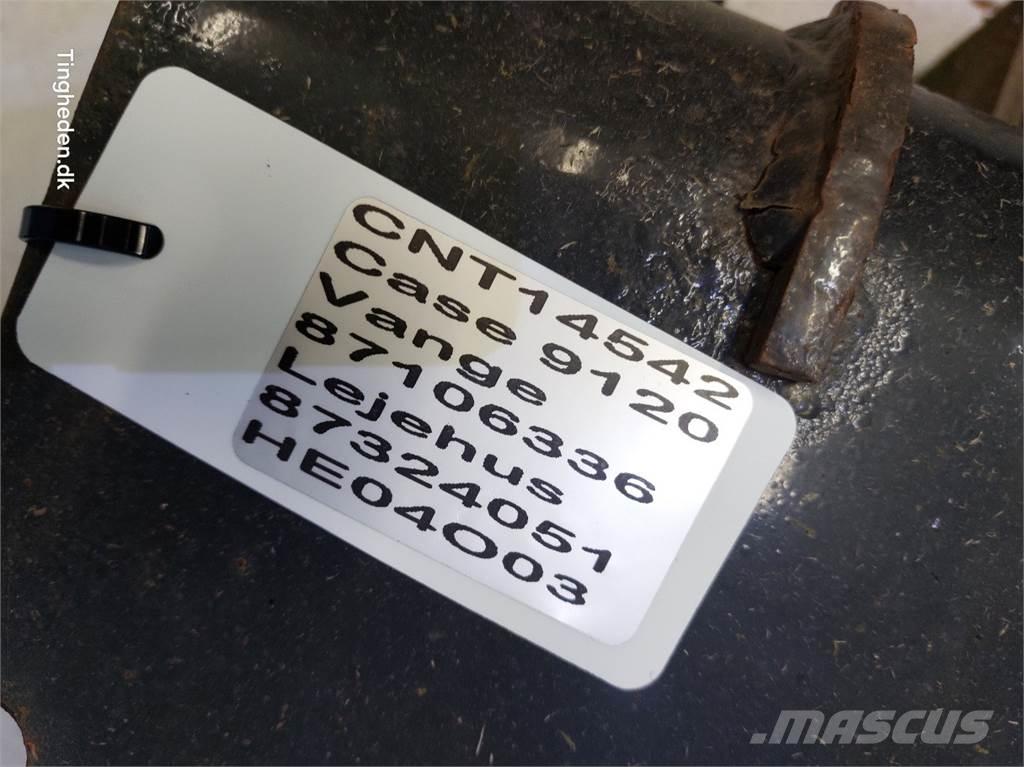 Tingheden.dk
CNT14542
Case 9120
Vange
87106336
Lejehus
87324051
HE04O03
.MASCUS